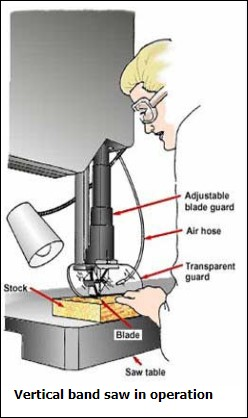 Adjustable
blade guard
Air hose
Transparent
guard
Stock
Blade
Saw table
Vertical band saw in operation